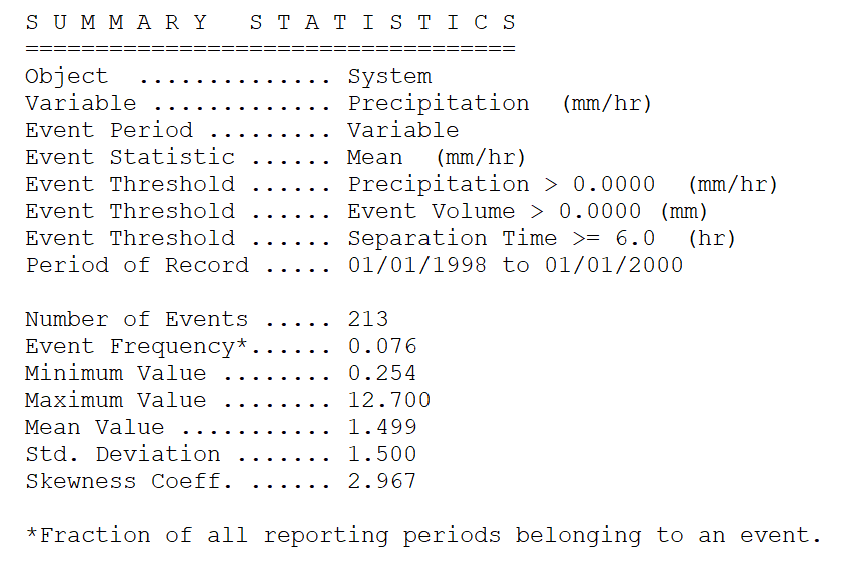 S U M M A R Y   S T A T I S T I C S
===================================
Object  .............. System
Variable ............. Precipitation  (mm/hr)
Event Period ......... Variable
Event Statistic ...... Mean  (mm/hr)
Event Threshold ...... Precipitation > 0.0000  (mm/hr)
Event Threshold ...... Event Volume > 0.0000 (mm)
Event Threshold ...... Separation Time >= 6.0  (hr)
Period of Record ..... 01/01/1998 to 01/01/2000

Number of Events ..... 213
Event Frequency*...... 0.076
Minimum Value ........ 0.254
Maximum Value ........ 12.700
Mean Value ........... 1.499
Std. Deviation ....... 1.500
Skewness Coeff. ...... 2.967

*Fraction of all reporting periods belonging to an event.